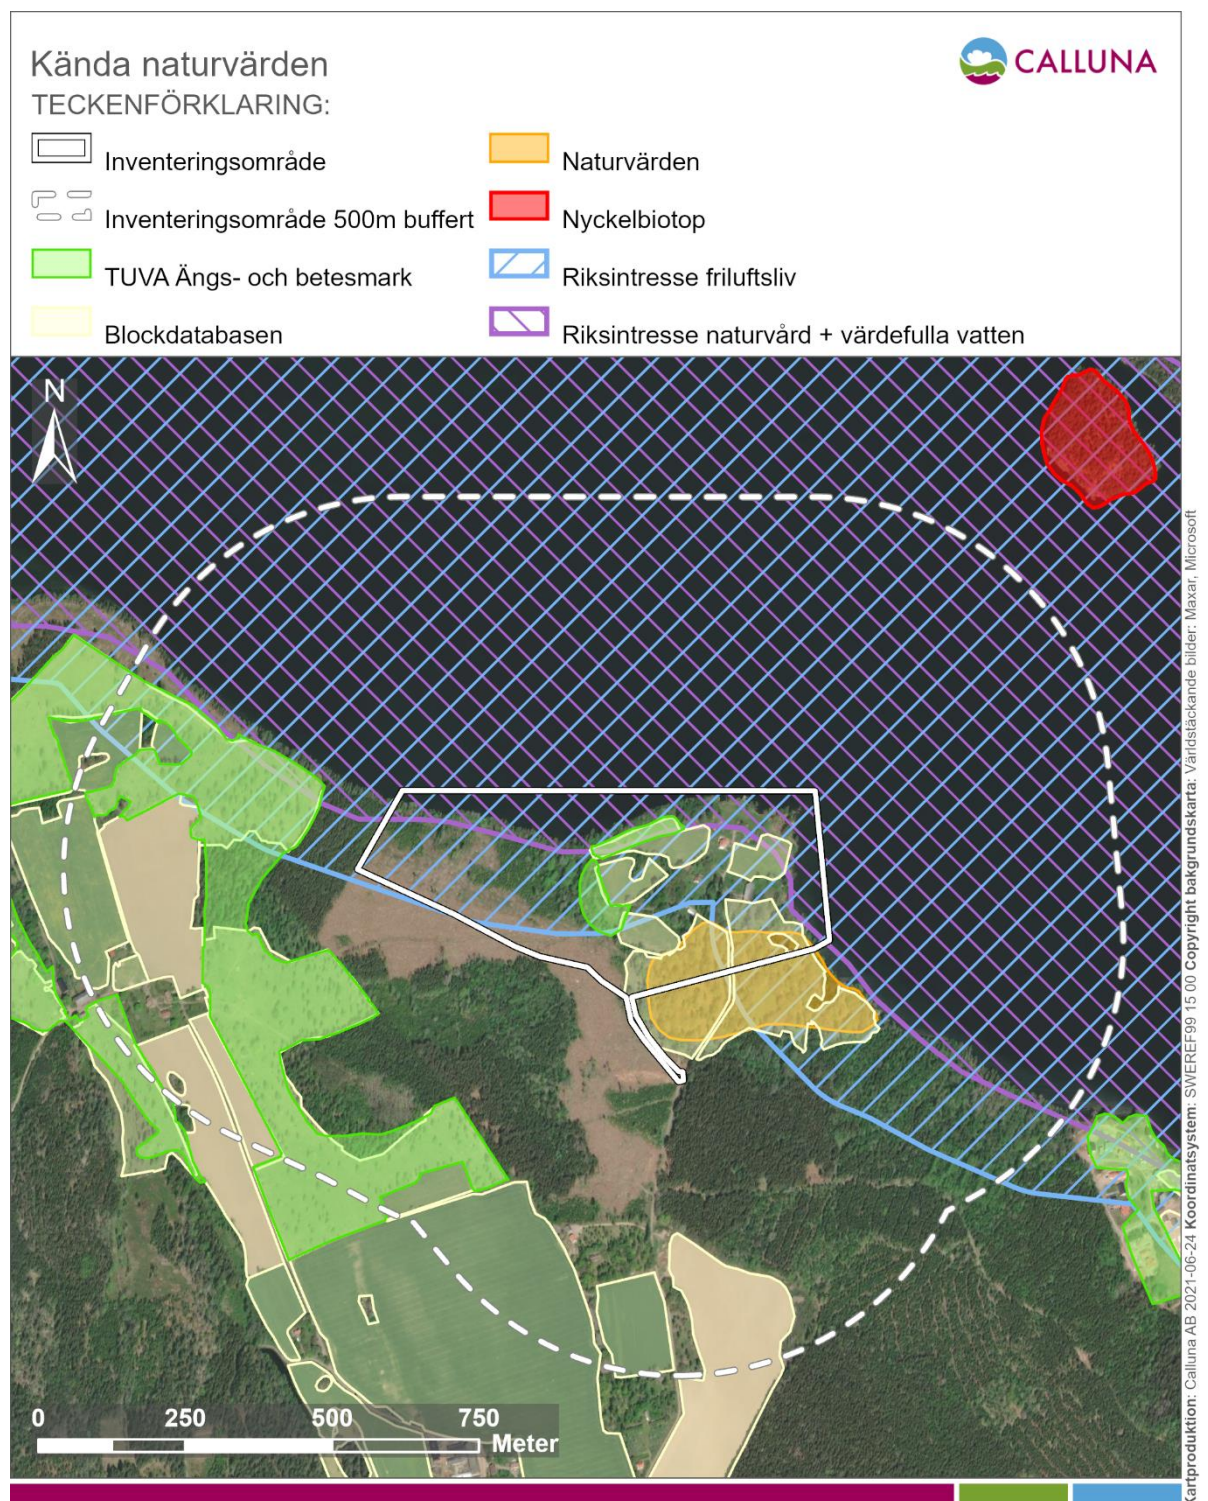 Kända naturvärden
CALLUNA
TECKENFÖRKLARING:
Inventeringsområde
Inventeringsområde 500m buffert
TUVA Ängs- och betesmark
Blockdatabasen
Naturvärden
Nyckelbiotop
Riksintresse friluftsliv
Riksintresse naturvård + värdefulla vatten
N
0 250 500 750
Meter
Kartproduktion: Calluna AB 2021-06-24 Koordinatsystem: SWEREF99 15 00 Copyright bakgrundskarta: Världstäckande bilder: Maxar, Microsoft